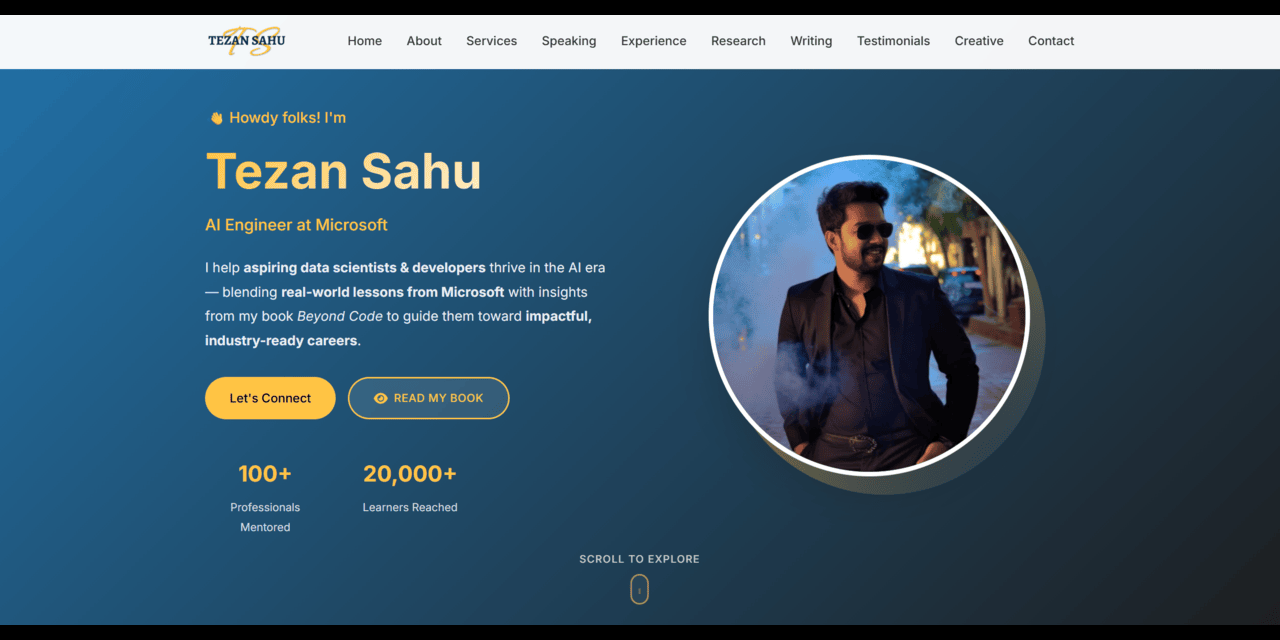 TEZAN SAHU
Home About Services Speaking Experience Research Writing Testimonials Creative Contact
👋 Howdy folks! I'm
Tezan Sahu
AI Engineer at Microsoft
I help aspiring data scientists & developers thrive in the AI era
— blending real-world lessons from Microsoft with insights
from my book Beyond Code to guide them toward impactful,
industry-ready careers.
Let's Connect
READ MY BOOK
100+
Professionals
Mentored
20,000+
Learners Reached
SCROLL TO EXPLORE